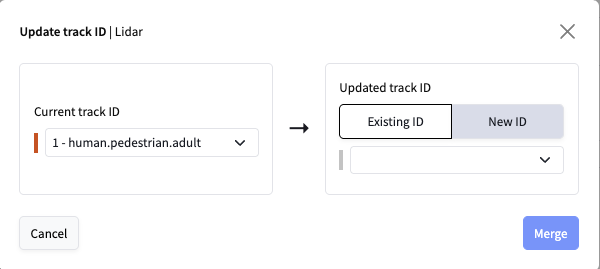 Update track ID | Lidar
Current track ID
1 - human.pedestrian.adult
Updated track ID
Existing ID
New ID
Cancel
Merge